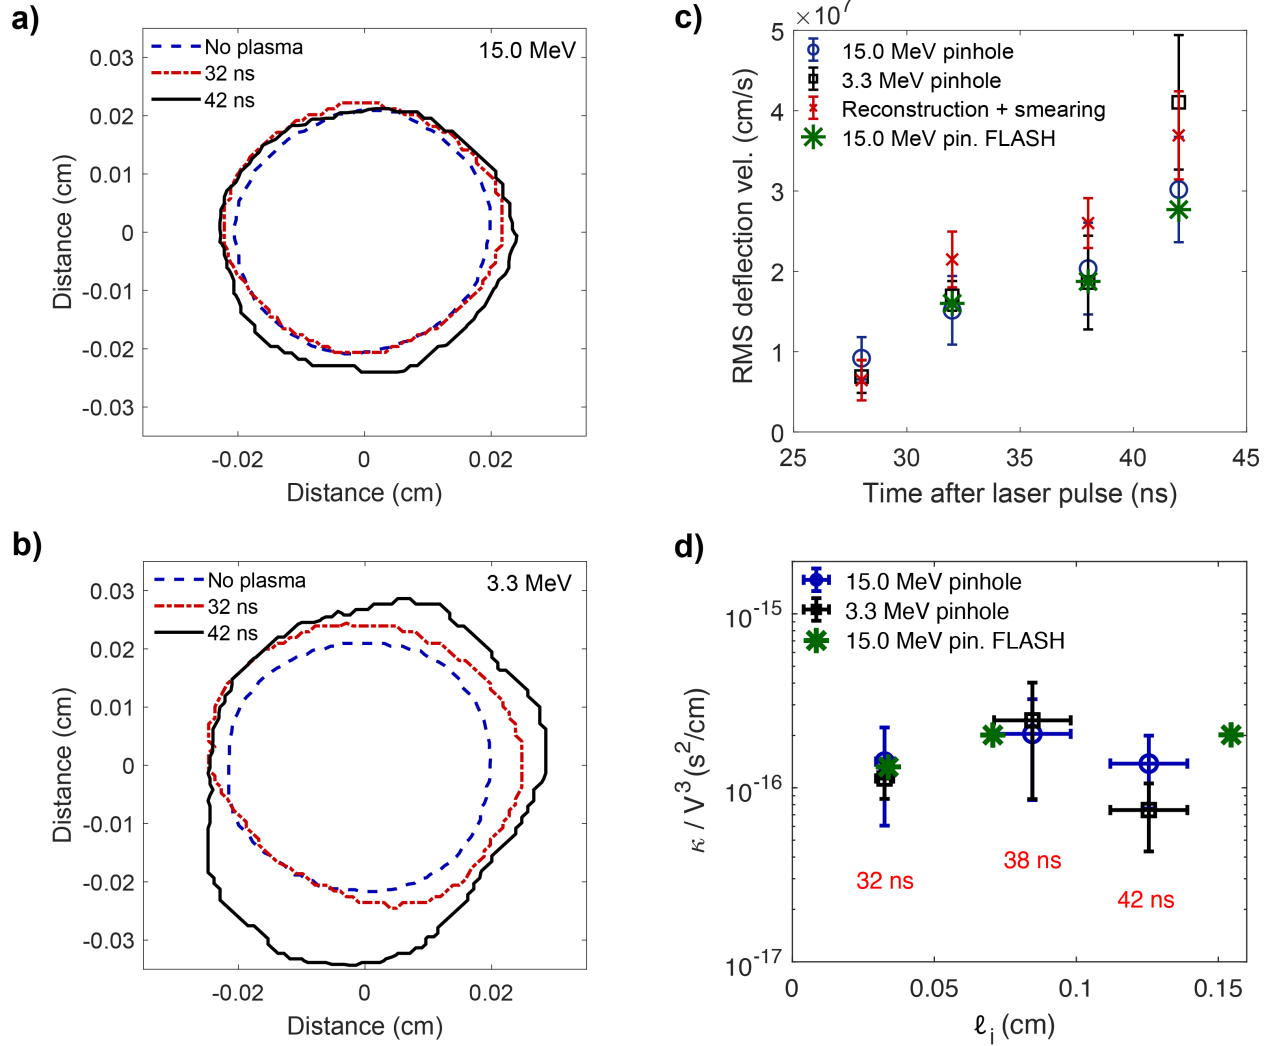 a)
No plasma
32 ns
42 ns
15.0 MeV
0.03
0.02
0.01
0
-0.01
-0.02
-0.03
Distance (cm)
-0.02 0 0.02
Distance (cm)
b)
No plasma
32 ns
42 ns
3.3 MeV
0.03
0.02
0.01
0
-0.01
-0.02
-0.03
Distance (cm)
-0.02 0 0.02
Distance (cm)
c)
×10⁷
15.0 MeV pinhole
3.3 MeV pinhole
Reconstruction + smearing
15.0 MeV pin. FLASH
5
4
3
2
1
0
RMS deflection vel. (cm/s)
25 30 35 40 45
Time after laser pulse (ns)
d)
15.0 MeV pinhole
3.3 MeV pinhole
15.0 MeV pin. FLASH
10⁻¹⁵
10⁻¹⁶
10⁻¹⁷
κ / V³ (s²/cm)
32 ns
38 ns
42 ns
0 0.05 0.1 0.15
ℓᵢ (cm)